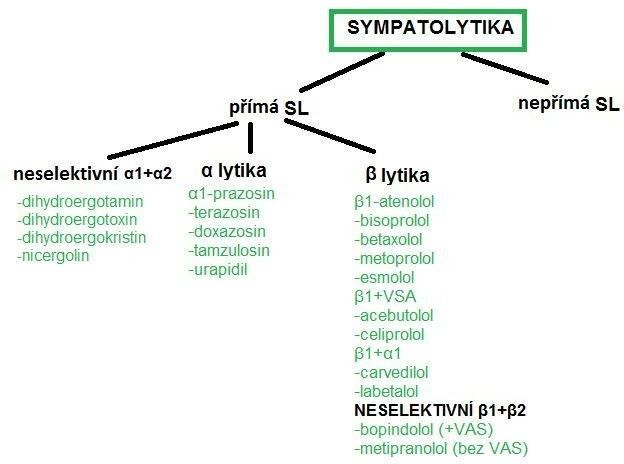 SYMPATOLYTIKA
přímá SL
nepřímá SL
neselektivní α1+α2
-dihydroergotamin
-dihydroergotoxin
-dihydroergokristin
-nicergolin
α lytika
α1-prazosin
-terazosin
-doxazosin
-tamzulosin
-urapidil
β lytika
β1-atenolol
-bisoprolol
-betaxolol
-metoprolol
-esmolol
β1+VSA
-acebutolol
-celiprolol
β1+α1
-carvedilol
-labetalol
NESELEKTIVNÍ β1+β2
-bopindolol (+VAS)
-metipranolol (bez VAS)